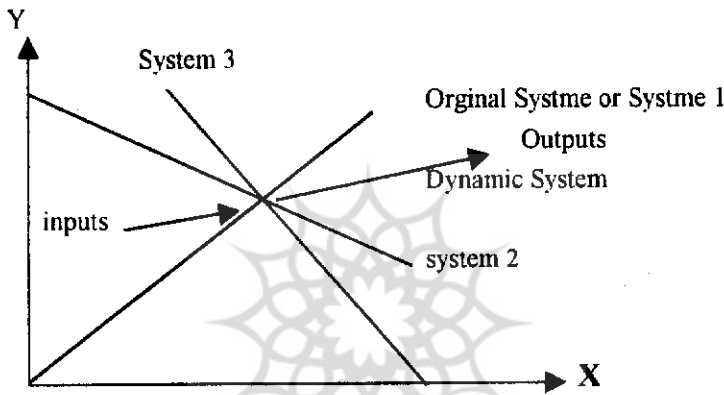 Y
System 3
Orginal Systme or Systme 1
Outputs
Dynamic System
inputs
system 2
X